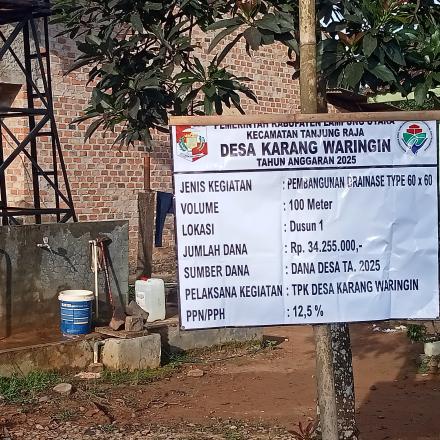 PEMERINTAH KABUPATEN LAMPUNG UTARA
KECAMATAN TANJUNG RAJA
DESA KARANG WARINGIN
TAHUN ANGGARAN 2025
JENIS KEGIATAN : PEMBANGUNAN DRAINASE TYPE 60 x 60
VOLUME : 100 Meter
LOKASI : Dusun 1
JUMLAH DANA : Rp. 34.255.000,-
SUMBER DANA : DANA DESA TA. 2025
PELAKSANA KEGIATAN : TPK DESA KARANG WARINGIN
PPN/PPH : 12,5 %